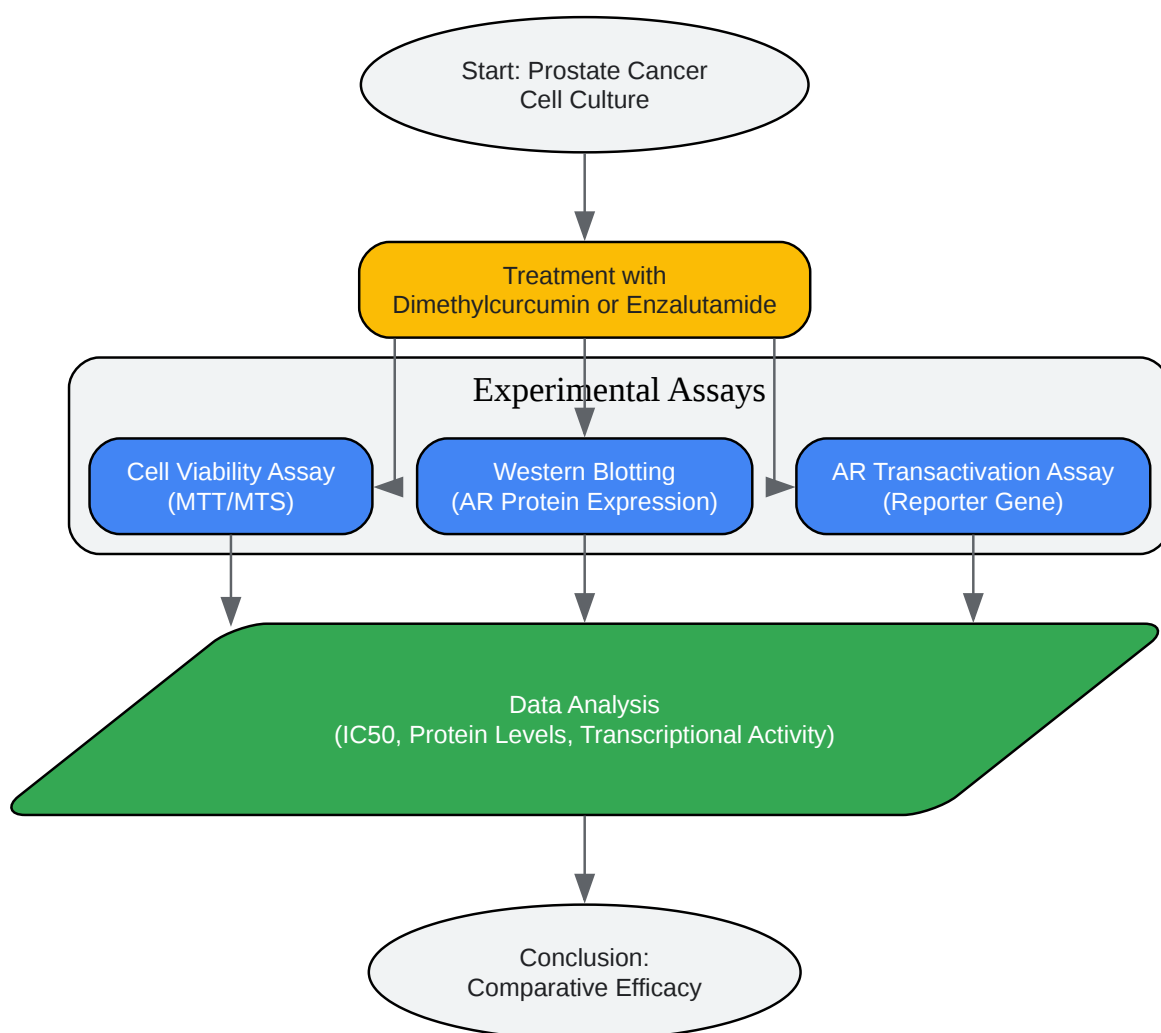 Start: Prostate Cancer
Cell Culture
Treatment with
Dimethylcurcumin or Enzalutamide
Experimental Assays
Cell Viability Assay
(MTT/MTS)
Western Blotting
(AR Protein Expression)
AR Transactivation Assay
(Reporter Gene)
Data Analysis
(IC50, Protein Levels, Transcriptional Activity)
Conclusion:
Comparative Efficacy